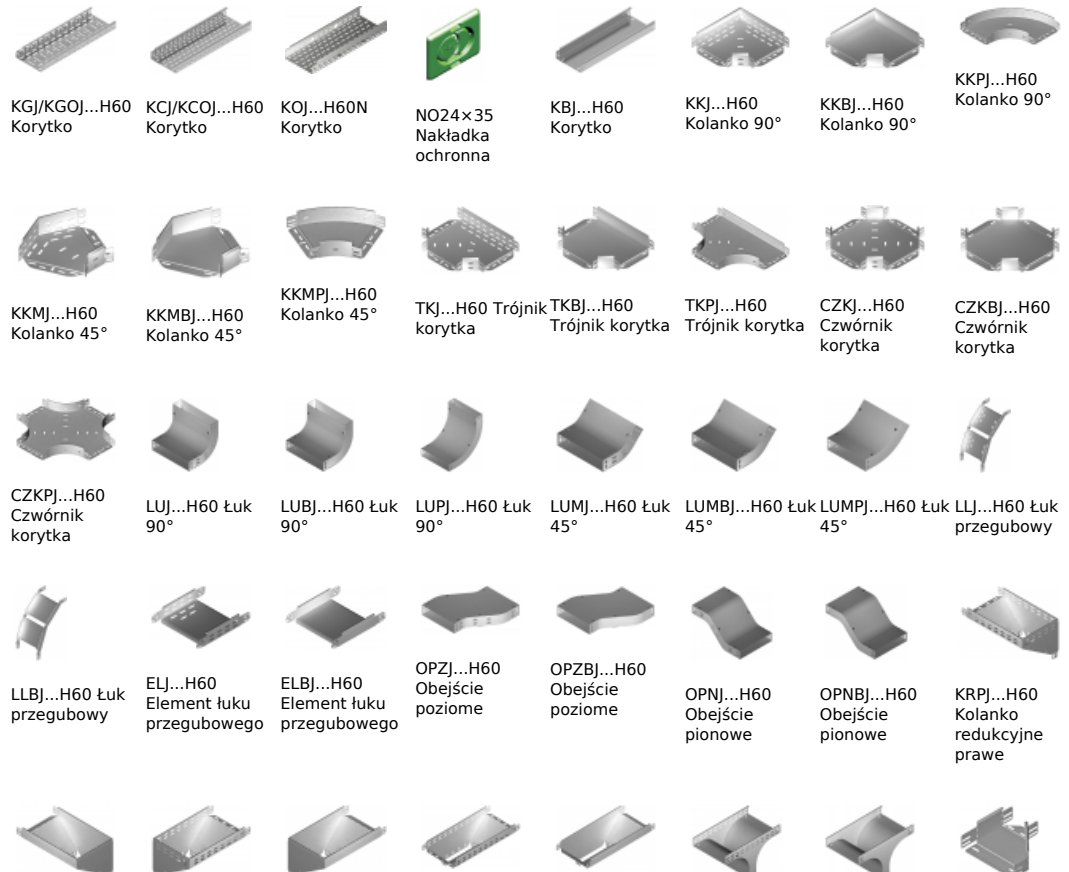 KGJ/KGOJ...H60
Korytko
KCJ/KCOJ...H60
Korytko
KOJ...H60N
Korytko
NO24×35
Nakładka
ochronna
KBJ...H60
Korytko
KKJ...H60
Kolanko 90°
KKBJ...H60
Kolanko 90°
KKPJ...H60
Kolanko 90°
KKMJ...H60
Kolanko 45°
KKMBJ...H60
Kolanko 45°
KKMPJ...H60
Kolanko 45°
TKJ...H60 Trójnik
korytka
TKBJ...H60
Trójnik korytka
TKPJ...H60
Trójnik korytka
CZKJ...H60
Czwórnik
korytka
CZKBJ...H60
Czwórnik
korytka
CZKPJ...H60
Czwórnik
korytka
LUJ...H60 Łuk
90°
LUBJ...H60 Łuk
90°
LUPJ...H60 Łuk
90°
LUMJ...H60 Łuk
45°
LUMBJ...H60 Łuk
45°
LUMPJ...H60 Łuk
45°
LLJ...H60 Łuk
przegubowy
LLBJ...H60 Łuk
przegubowy
ELJ...H60
Element łuku
przegubowego
ELBJ...H60
Element łuku
przegubowego
OPZJ...H60
Obejście
poziome
OPZBJ...H60
Obejście
poziome
OPNJ...H60
Obejście
pionowe
OPNBJ...H60
Obejście
pionowe
KRPJ...H60
Kolanko
redukcyjne
prawe